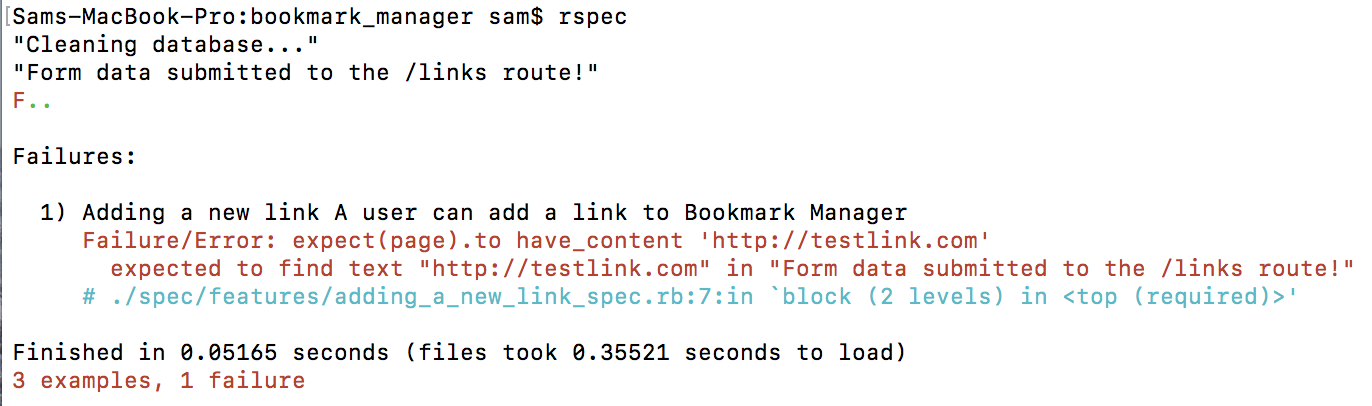 [Sams-MacBook-Pro:bookmark_manager sam$ rspec
"Cleaning database..."
"Form data submitted to the /links route!"
F..
Failures:
1) Adding a new link A user can add a link to Bookmark Manager
Failure/Error: expect(page).to have_content 'http://testlink.com'
expected to find text "http://testlink.com" in "Form data submitted to the /links route!"
# ./spec/features/adding_a_new_link_spec.rb:7:in `block (2 levels) in <top (required)>'
Finished in 0.05165 seconds (files took 0.35521 seconds to load)
3 examples, 1 failure